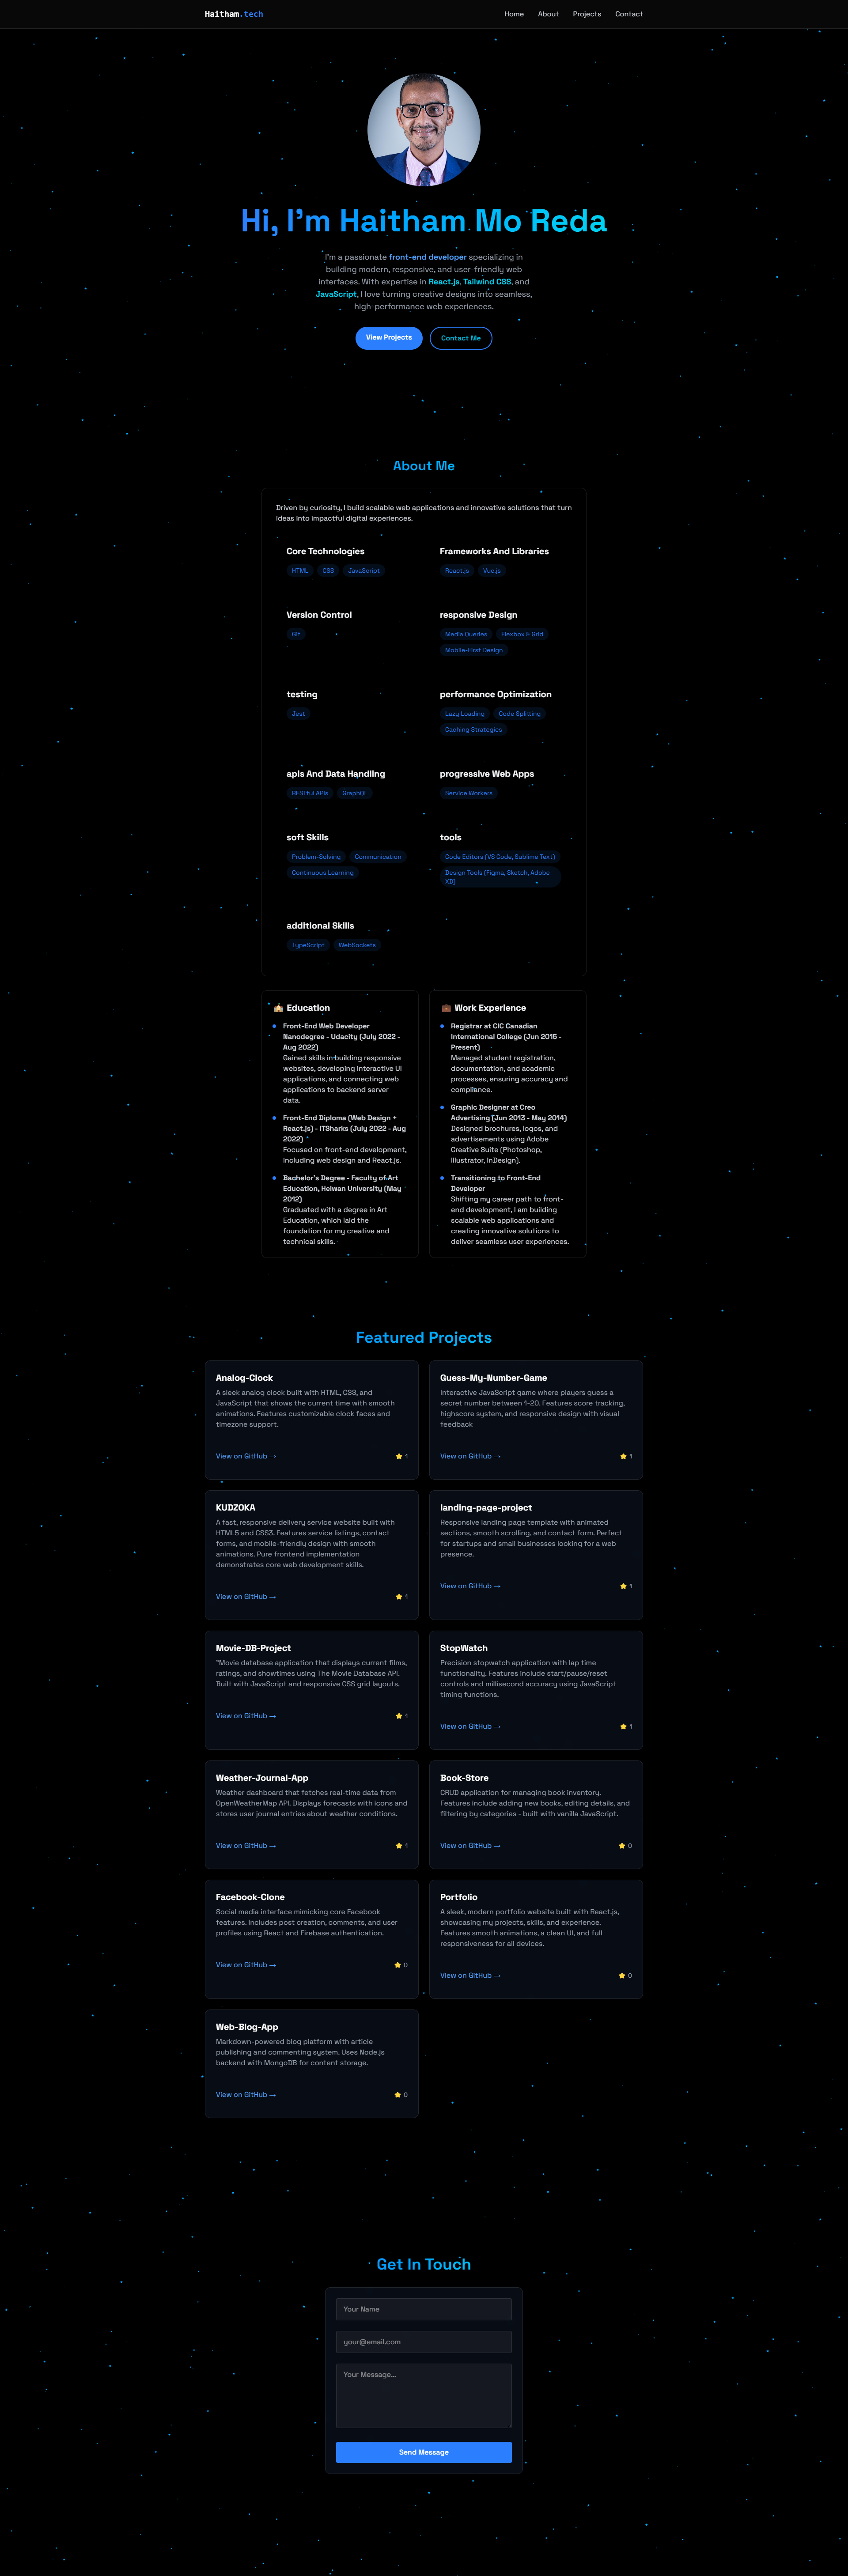 Haitham.tech
Home
About
Projects
Contact
Hi, I'm Haitham Mo Reda
I'm a passionate front-end developer specializing in
building modern, responsive, and user-friendly web
interfaces. With expertise in React.js, Tailwind CSS, and
JavaScript, I love turning creative designs into seamless,
high-performance web experiences.
View Projects
Contact Me
About Me
Driven by curiosity, I build scalable web applications and innovative solutions that turn
ideas into impactful digital experiences.
Core Technologies
HTML
CSS
JavaScript
Frameworks And Libraries
React.js
Vue.js
Version Control
Git
responsive Design
Media Queries
Flexbox & Grid
Mobile-First Design
testing
Jest
performance Optimization
Lazy Loading
Code Splitting
Caching Strategies
apis And Data Handling
RESTful APIs
GraphQL
progressive Web Apps
Service Workers
soft Skills
Problem-Solving
Communication
Continuous Learning
tools
Code Editors (VS Code, Sublime Text)
Design Tools (Figma, Sketch, Adobe
XD)
additional Skills
TypeScript
WebSockets
Education
Front-End Web Developer
Nanodegree - Udacity (July 2022 -
Aug 2022)
Gained skills in building responsive
websites, developing interactive UI
applications, and connecting web
applications to backend server
data.
Front-End Diploma (Web Design +
React.js) - ITSharks (July 2022 - Aug
2022)
Focused on front-end development,
including web design and React.js.
Bachelor's Degree - Faculty of Art
Education, Helwan University (May
2012)
Graduated with a degree in Art
Education, which laid the
foundation for my creative and
technical skills.
Work Experience
Registrar at CIC Canadian
International College (Jun 2015 -
Present)
Managed student registration,
documentation, and academic
processes, ensuring accuracy and
compliance.
Graphic Designer at Creo
Advertising (Jun 2013 - May 2014)
Designed brochures, logos, and
advertisements using Adobe
Creative Suite (Photoshop,
Illustrator, InDesign).
Transitioning to Front-End
Developer
Shifting my career path to front-
end development, I am building
scalable web applications and
creating innovative solutions to
deliver seamless user experiences.
Featured Projects
Analog-Clock
A sleek analog clock built with HTML, CSS, and
JavaScript that shows the current time with smooth
animations. Features customizable clock faces and
timezone support.
View on GitHub →
⭐ 1
Guess-My-Number-Game
Interactive JavaScript game where players guess a
secret number between 1-20. Features score tracking,
highscore system, and responsive design with visual
feedback
View on GitHub →
⭐ 1
KUDZOKA
A fast, responsive delivery service website built with
HTML5 and CSS3. Features service listings, contact
forms, and mobile-friendly design with smooth
animations. Pure frontend implementation
demonstrates core web development skills.
View on GitHub →
⭐ 1
landing-page-project
Responsive landing page template with animated
sections, smooth scrolling, and contact form. Perfect
for startups and small businesses looking for a web
presence.
View on GitHub →
⭐ 1
Movie-DB-Project
"Movie database application that displays current films,
ratings, and showtimes using The Movie Database API.
Built with JavaScript and responsive CSS grid layouts.
View on GitHub →
⭐ 1
StopWatch
Precision stopwatch application with lap time
functionality. Features include start/pause/reset
controls and millisecond accuracy using JavaScript
timing functions.
View on GitHub →
⭐ 1
Weather-Journal-App
Weather dashboard that fetches real-time data from
OpenWeatherMap API. Displays forecasts with icons and
stores user journal entries about weather conditions.
View on GitHub →
⭐ 1
Book-Store
CRUD application for managing book inventory.
Features include adding new books, editing details, and
filtering by categories - built with vanilla JavaScript.
View on GitHub →
⭐ 0
Facebook-Clone
Social media interface mimicking core Facebook
features. Includes post creation, comments, and user
profiles using React and Firebase authentication.
View on GitHub →
⭐ 0
Portfolio
A sleek, modern portfolio website built with React.js,
showcasing my projects, skills, and experience.
Features smooth animations, a clean UI, and full
responsiveness for all devices.
View on GitHub →
⭐ 0
Web-Blog-App
Markdown-powered blog platform with article
publishing and commenting system. Uses Node.js
backend with MongoDB for content storage.
View on GitHub →
⭐ 0
Get In Touch
Your Name
your@email.com
Your Message...
Send Message